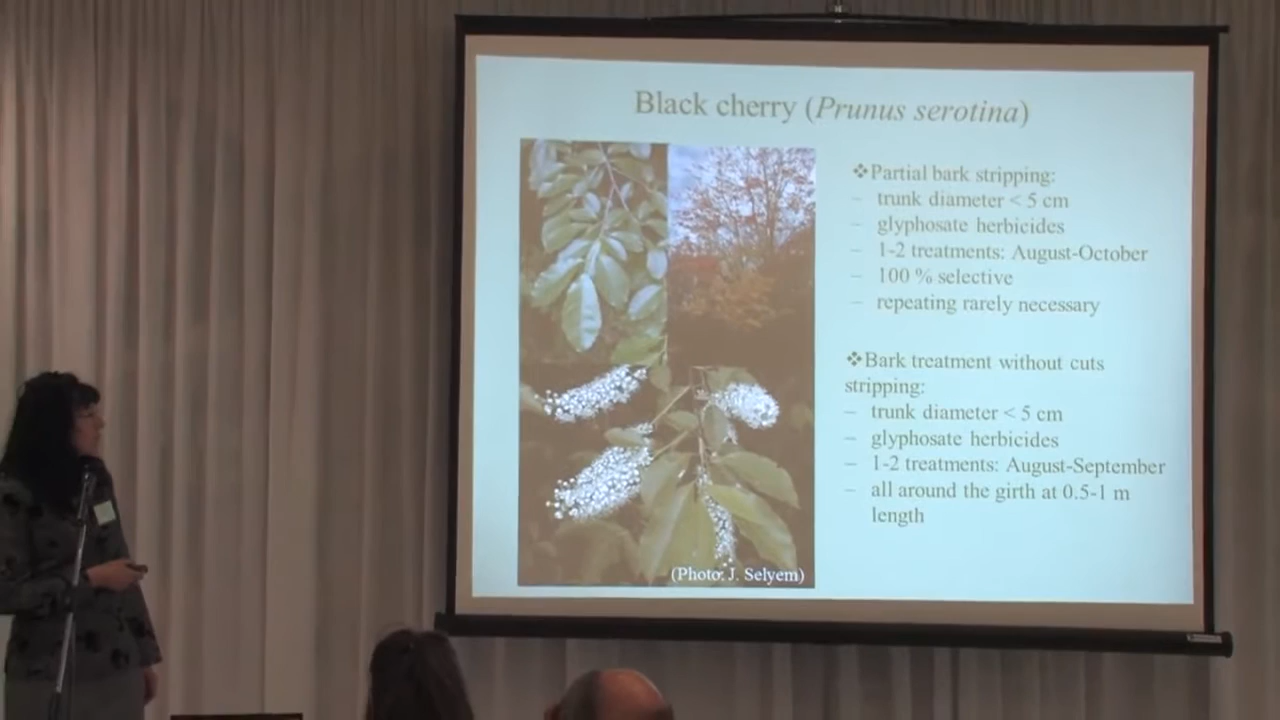 Black cherry (Prunus serotina)
❖Partial bark stripping:
– trunk diameter < 5 cm
– glyphosate herbicides
– 1-2 treatments: August-October
– 100 % selective
– repeating rarely necessary
❖Bark treatment without cuts
stripping:
– trunk diameter < 5 cm
– glyphosate herbicides
– 1-2 treatments: August-September
– all around the girth at 0.5-1 m
length
(Photo: J. Selyem)